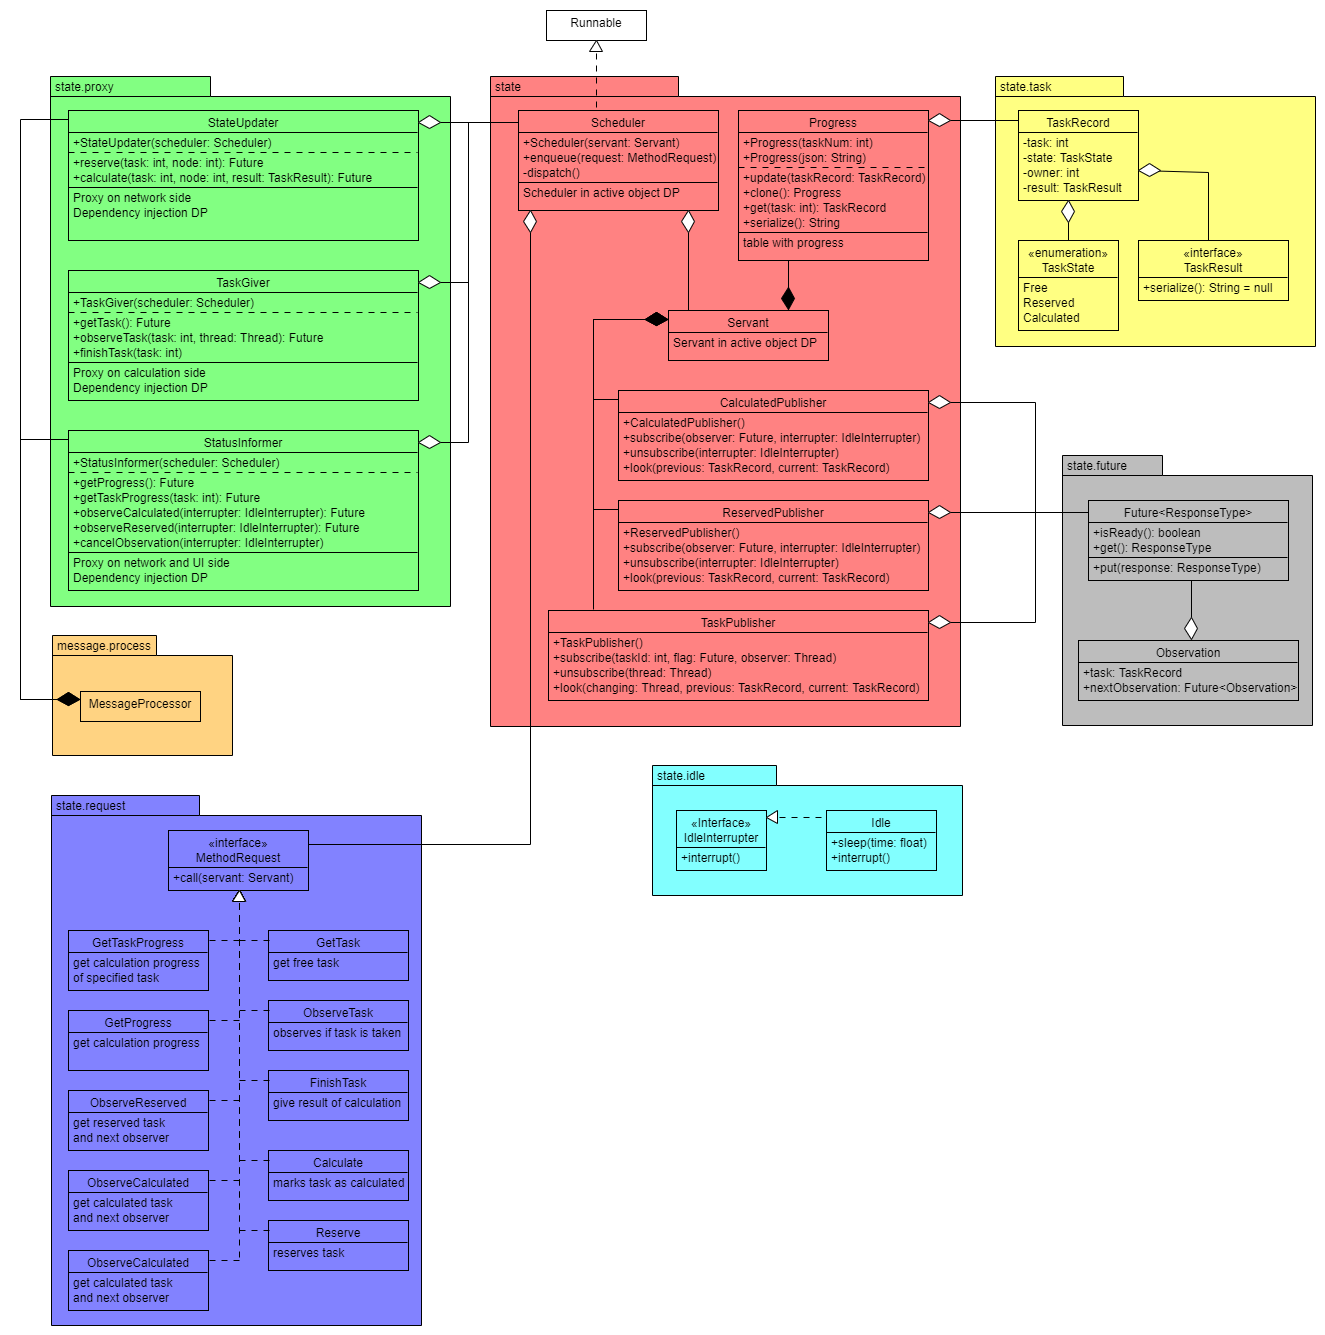 Runnable
state.proxy
StateUpdater
+StateUpdater(scheduler: Scheduler)
+reserve(task: int, node: int): Future
+calculate(task: int, node: int, result: TaskResult): Future
Proxy on network side
Dependency injection DP
TaskGiver
+TaskGiver(scheduler: Scheduler)
+getTask(): Future
+observeTask(task: int, thread: Thread): Future
+finishTask(task: int)
Proxy on calculation side
Dependency injection DP
StatusInformer
+StatusInformer(scheduler: Scheduler)
+getProgress(): Future
+getTaskProgress(task: int): Future
+observeCalculated(interrupter: IdleInterrupter): Future
+observeReserved(interrupter: IdleInterrupter): Future
+cancelObservation(interrupter: IdleInterrupter)
Proxy on network and UI side
Dependency injection DP
state
Scheduler
+Scheduler(servant: Servant)
+enqueue(request: MethodRequest)
-dispatch()
Scheduler in active object DP
Progress
+Progress(taskNum: int)
+Progress(json: String)
+update(taskRecord: TaskRecord)
+clone(): Progress
+get(task: int): TaskRecord
+serialize(): String
table with progress
Servant
Servant in active object DP
CalculatedPublisher
+CalculatedPublisher()
+subscribe(observer: Future, interrupter: IdleInterrupter)
+unsubscribe(interrupter: IdleInterrupter)
+look(previous: TaskRecord, current: TaskRecord)
ReservedPublisher
+ReservedPublisher()
+subscribe(observer: Future, interrupter: IdleInterrupter)
+unsubscribe(interrupter: IdleInterrupter)
+look(previous: TaskRecord, current: TaskRecord)
TaskPublisher
+TaskPublisher()
+subscribe(taskId: int, flag: Future, observer: Thread)
+unsubscribe(thread: Thread)
+look(changing: Thread, previous: TaskRecord, current: TaskRecord)
state.task
TaskRecord
-task: int
-state: TaskState
-owner: int
-result: TaskResult
«enumeration»
TaskState
Free
Reserved
Calculated
«interface»
TaskResult
+serialize(): String = null
state.future
Future<ResponseType>
+isReady(): boolean
+get(): ResponseType
+put(response: ResponseType)
Observation
+task: TaskRecord
+nextObservation: Future<Observation>
message.process
MessageProcessor
state.idle
«Interface»
IdleInterrupter
+interrupt()
Idle
+sleep(time: float)
+interrupt()
state.request
«interface»
MethodRequest
+call(servant: Servant)
GetTaskProgress
get calculation progress
of specified task
GetTask
get free task
GetProgress
get calculation progress
ObserveTask
observes if task is taken
FinishTask
give result of calculation
ObserveReserved
get reserved task
and next observer
Calculate
marks task as calculated
ObserveCalculated
get calculated task
and next observer
Reserve
reserves task
ObserveCalculated
get calculated task
and next observer